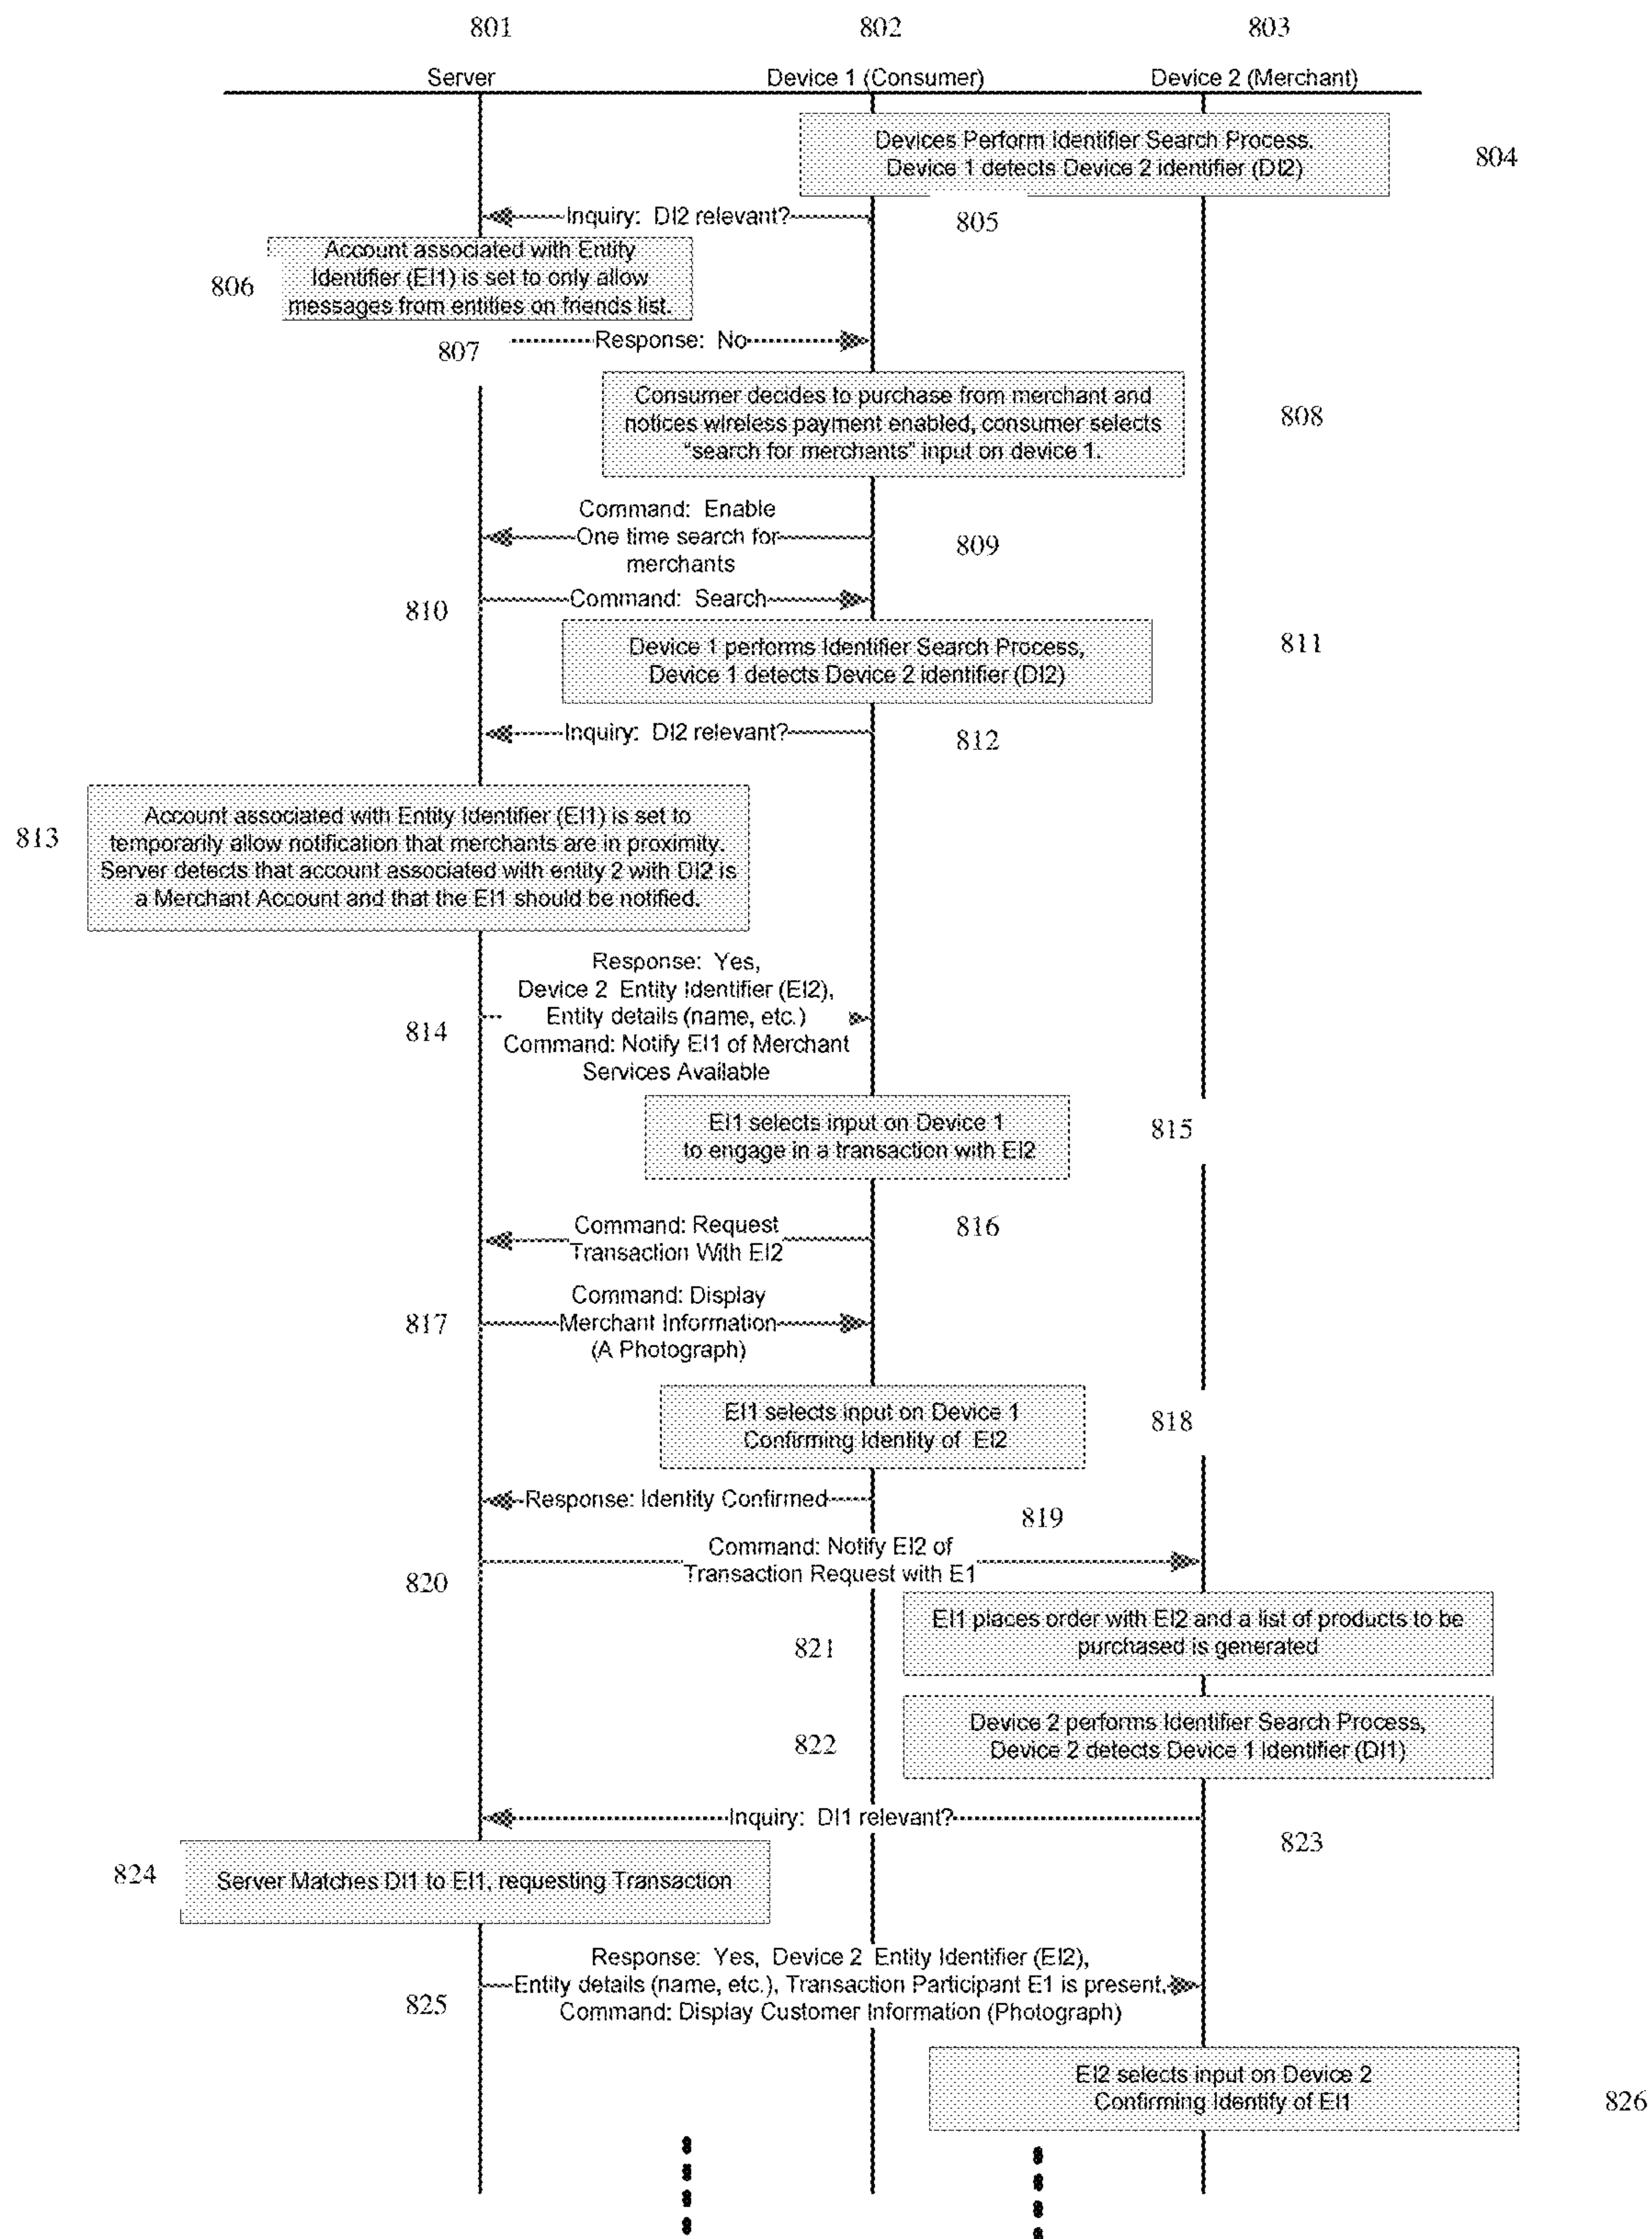 801
802
803
Server
Device 1 (Consumer)
Device 2 (Merchant)
Devices Perform Identifier Search Process.
Device 1 detects Device 2 identifier (DI2)
804
Inquiry: DI2 relevant?
805
Account associated with Entity
Identifier (EI1) is set to only allow
messages from entities on friends list.
806
Response: No
807
Consumer decides to purchase from merchant and
notices wireless payment enabled, consumer selects
"search for merchants" input on device 1.
808
Command: Enable
One time search for
merchants
809
Command: Search
810
Device 1 performs Identifier Search Process,
Device 1 detects Device 2 identifier (DI2)
811
Inquiry: DI2 relevant?
812
813
Account associated with Entity Identifier (EI1) is set to
temporarily allow notification that merchants are in proximity.
Server detects that account associated with entity 2 with DI2 is
a Merchant Account and that the EI1 should be notified.
Response: Yes,
Device 2 Entity Identifier (EI2),
Entity details (name, etc.)
Command: Notify EI1 of Merchant
Services Available
814
EI1 selects input on Device 1
to engage in a transaction with EI2
815
Command: Request
Transaction With EI2
816
Command: Display
Merchant Information
(A Photograph)
817
EI1 selects input on Device 1
Confirming Identity of EI2
818
Response: Identity Confirmed
819
Command: Notify EI2 of
Transaction Request with E1
820
EI1 places order with EI2 and a list of products to be
purchased is generated
821
Device 2 performs Identifier Search Process,
Device 2 detects Device 1 Identifier (DI1)
822
Inquiry: DI1 relevant?
823
824
Server Matches DI1 to EI1, requesting Transaction
Response: Yes, Device 2 Entity Identifier (EI2),
Entity details (name, etc.), Transaction Participant E1 is present,
Command: Display Customer Information (Photograph)
825
EI2 selects input on Device 2
Confirming Identify of EI1
826